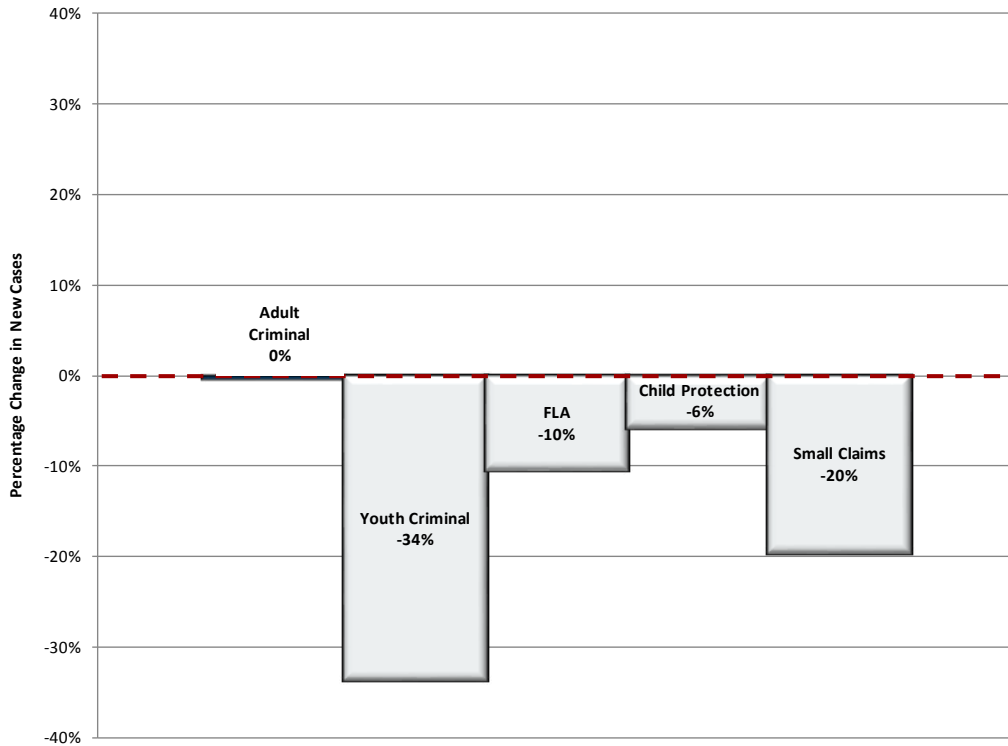 Percentage Change in New Cases
40%
30%
20%
10%
0%
-10%
-20%
-30%
-40%
Adult
Criminal
0%
Youth Criminal
-34%
FLA
-10%
Child Protection
-6%
Small Claims
-20%